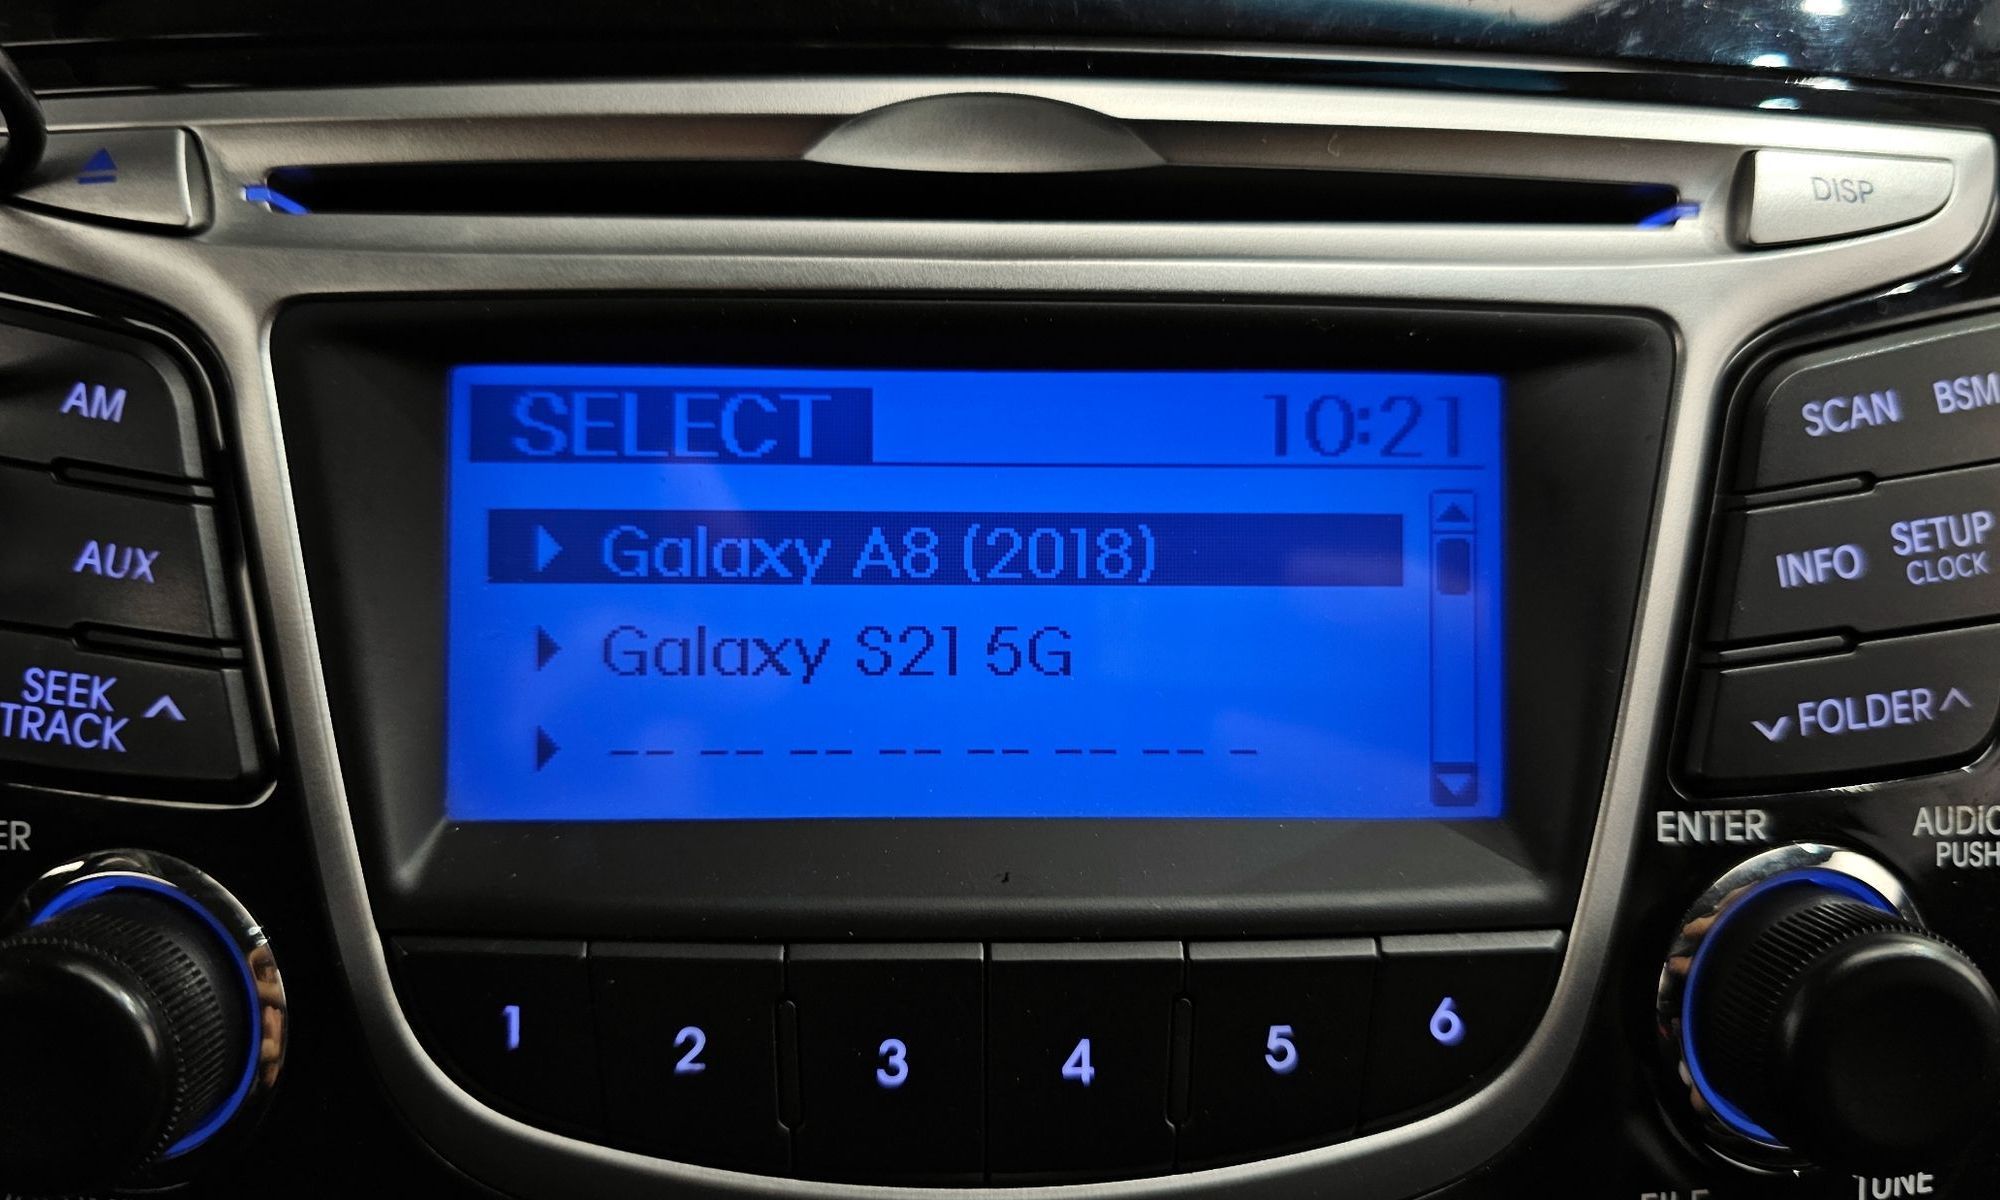 DISP
SELECT 10:21
Galaxy A8 (2018)
Galaxy S21 5G
-- -- -- -- -- -- -- -
AM
AUX
SEEK
TRACK
SCAN BSM
INFO SETUP
CLOCK
FOLDER
ENTER
PUSH
1 2 3 4 5 6
TUNE